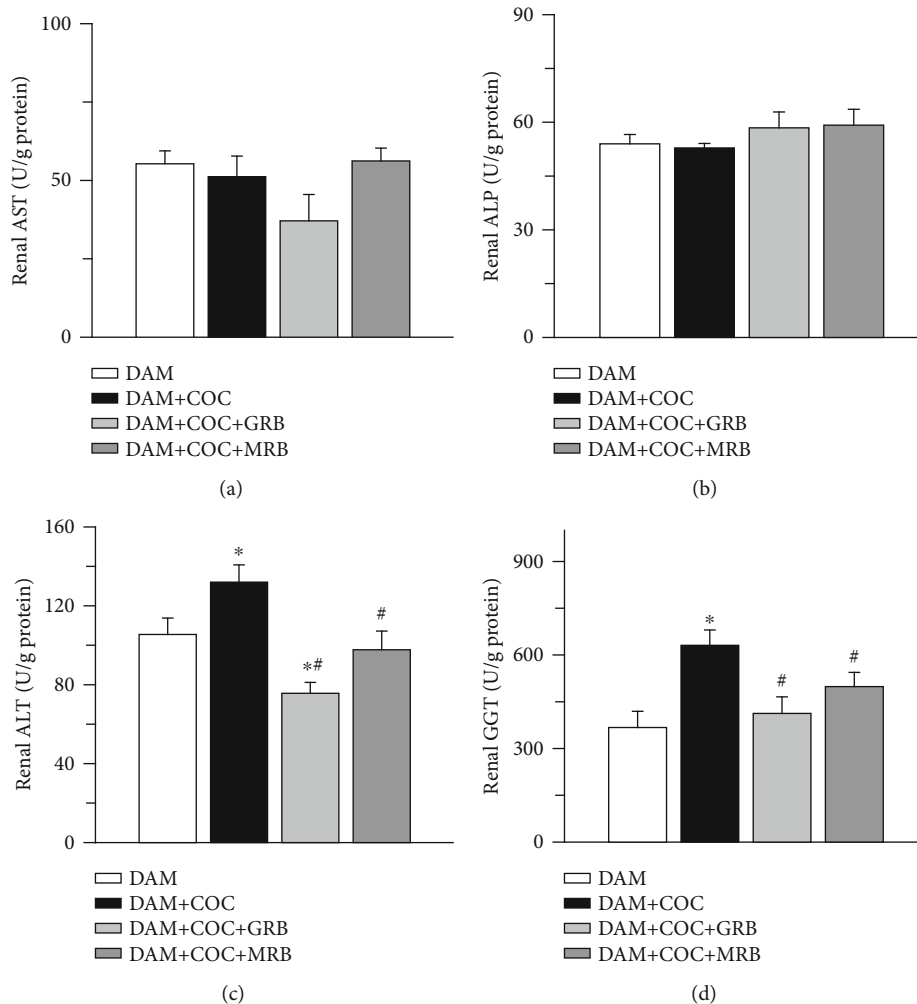 100
50
0
Renal AST (U/g protein)
DAM
DAM+COC
DAM+COC+GRB
DAM+COC+MRB
(a)
90
60
30
0
Renal ALP (U/g protein)
DAM
DAM+COC
DAM+COC+GRB
DAM+COC+MRB
(b)
160
120
80
40
0
Renal ALT (U/g protein)
*
*#
#
DAM
DAM+COC
DAM+COC+GRB
DAM+COC+MRB
(c)
900
600
300
0
Renal GGT (U/g protein)
*
#
#
DAM
DAM+COC
DAM+COC+GRB
DAM+COC+MRB
(d)